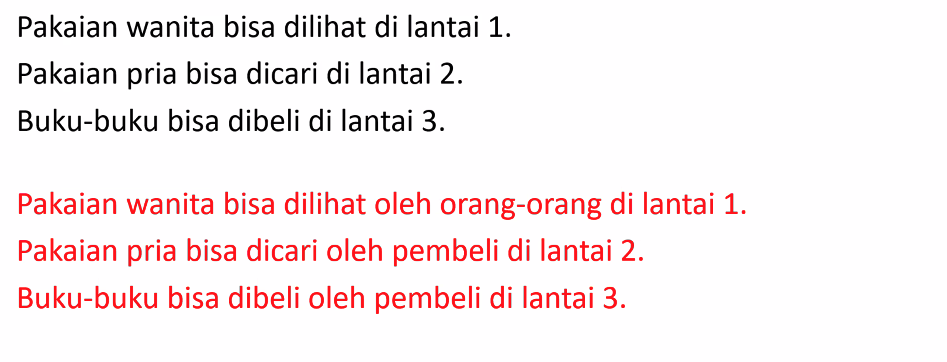 Pakaian wanita bisa dilihat di lantai 1.
Pakaian pria bisa dicari di lantai 2.
Buku-buku bisa dibeli di lantai 3.
Pakaian wanita bisa dilihat oleh orang-orang di lantai 1.
Pakaian pria bisa dicari oleh pembeli di lantai 2.
Buku-buku bisa dibeli oleh pembeli di lantai 3.